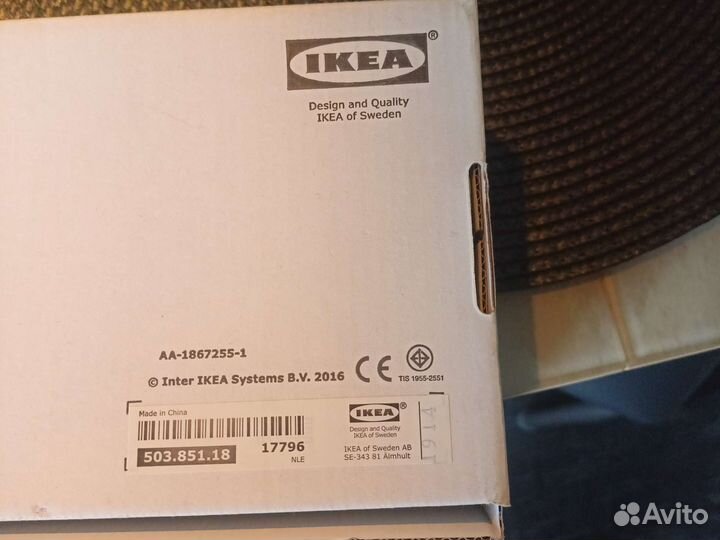 IKEA®
Design and Quality
IKEA of Sweden
AA-1867255-1
© Inter IKEA Systems B.V. 2016
CE
TIS 1955-2551
Made in China
503.851.18
17796
NLE
IKEA®
Design and Quality
IKEA of Sweden
IKEA of Sweden AB
SE-343 81 Älmhult
1914
Avito